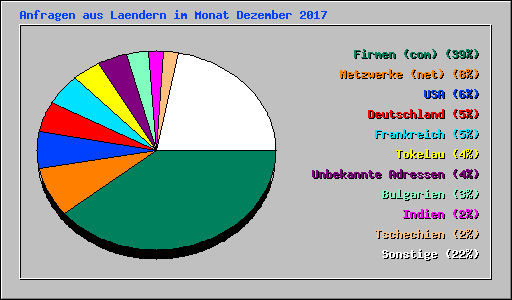 Anfragen aus Laendern im Monat Dezember 2017
Firmen (com) (39%)
Netzwerke (net) (8%)
USA (6%)
Deutschland (5%)
Frankreich (5%)
Tokelau (4%)
Unbekannte Adressen (4%)
Bulgarien (3%)
Indien (2%)
Tschechien (2%)
Sonstige (22%)